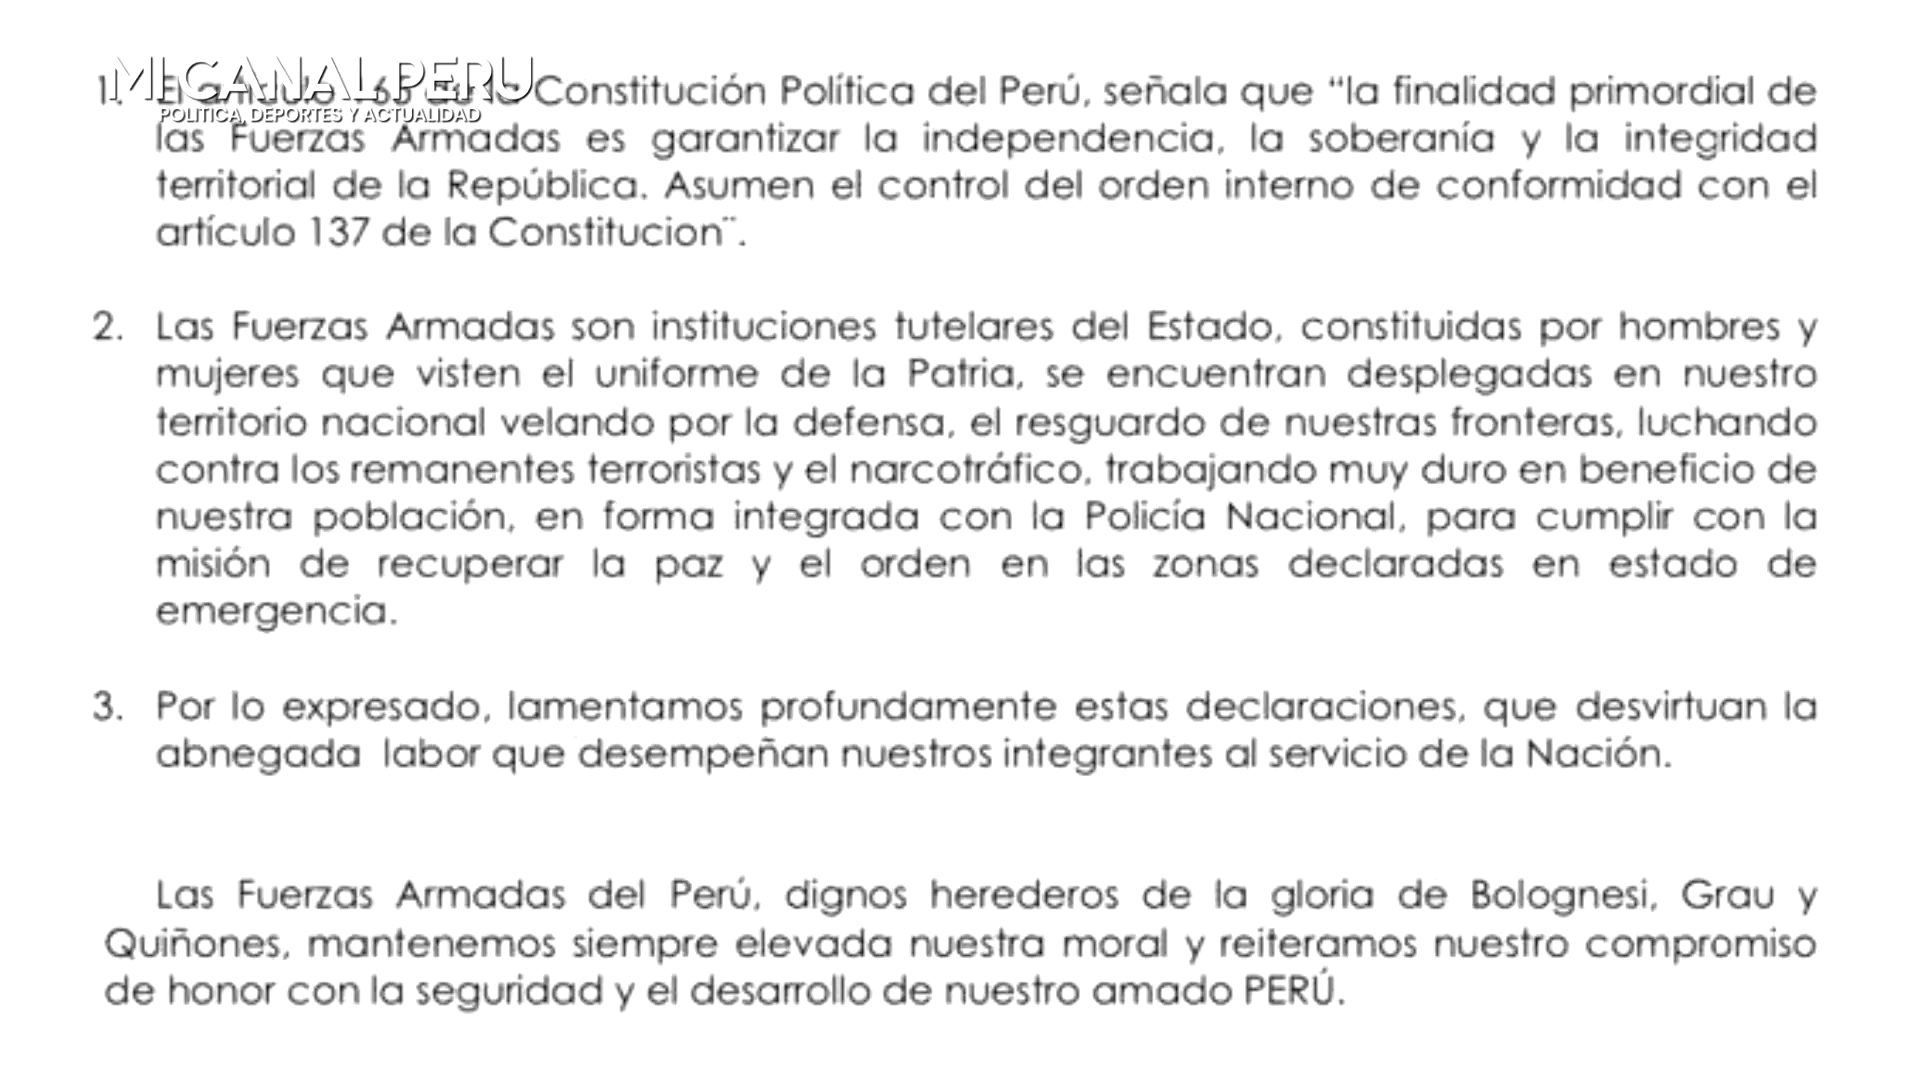 MI CANAL PERU
POLITICA, DEPORTES Y ACTUALIDAD
1. El artículo 165 de la Constitución Política del Perú, señala que “la finalidad primordial de
las Fuerzas Armadas es garantizar la independencia, la soberanía y la integridad
territorial de la República. Asumen el control del orden interno de conformidad con el
artículo 137 de la Constitucion¨.
2. Las Fuerzas Armadas son instituciones tutelares del Estado, constituidas por hombres y
mujeres que visten el uniforme de la Patria, se encuentran desplegadas en nuestro
territorio nacional velando por la defensa, el resguardo de nuestras fronteras, luchando
contra los remanentes terroristas y el narcotráfico, trabajando muy duro en beneficio de
nuestra población, en forma integrada con la Policía Nacional, para cumplir con la
misión de recuperar la paz y el orden en las zonas declaradas en estado de
emergencia.
3. Por lo expresado, lamentamos profundamente estas declaraciones, que desvirtuan la
abnegada labor que desempeñan nuestros integrantes al servicio de la Nación.
Las Fuerzas Armadas del Perú, dignos herederos de la gloria de Bolognesi, Grau y
Quiñones, mantenemos siempre elevada nuestra moral y reiteramos nuestro compromiso
de honor con la seguridad y el desarrollo de nuestro amado PERÚ.